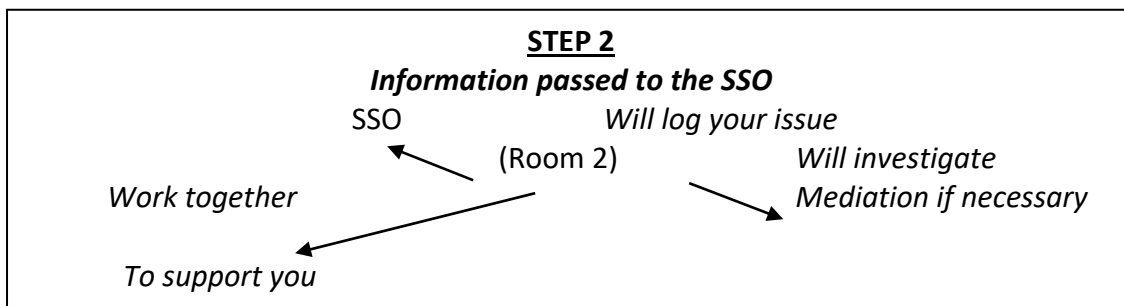 STEP 2
Information passed to the SSO
SSO Will log your issue
(Room 2) Will investigate
Work together Mediation if necessary
To support you